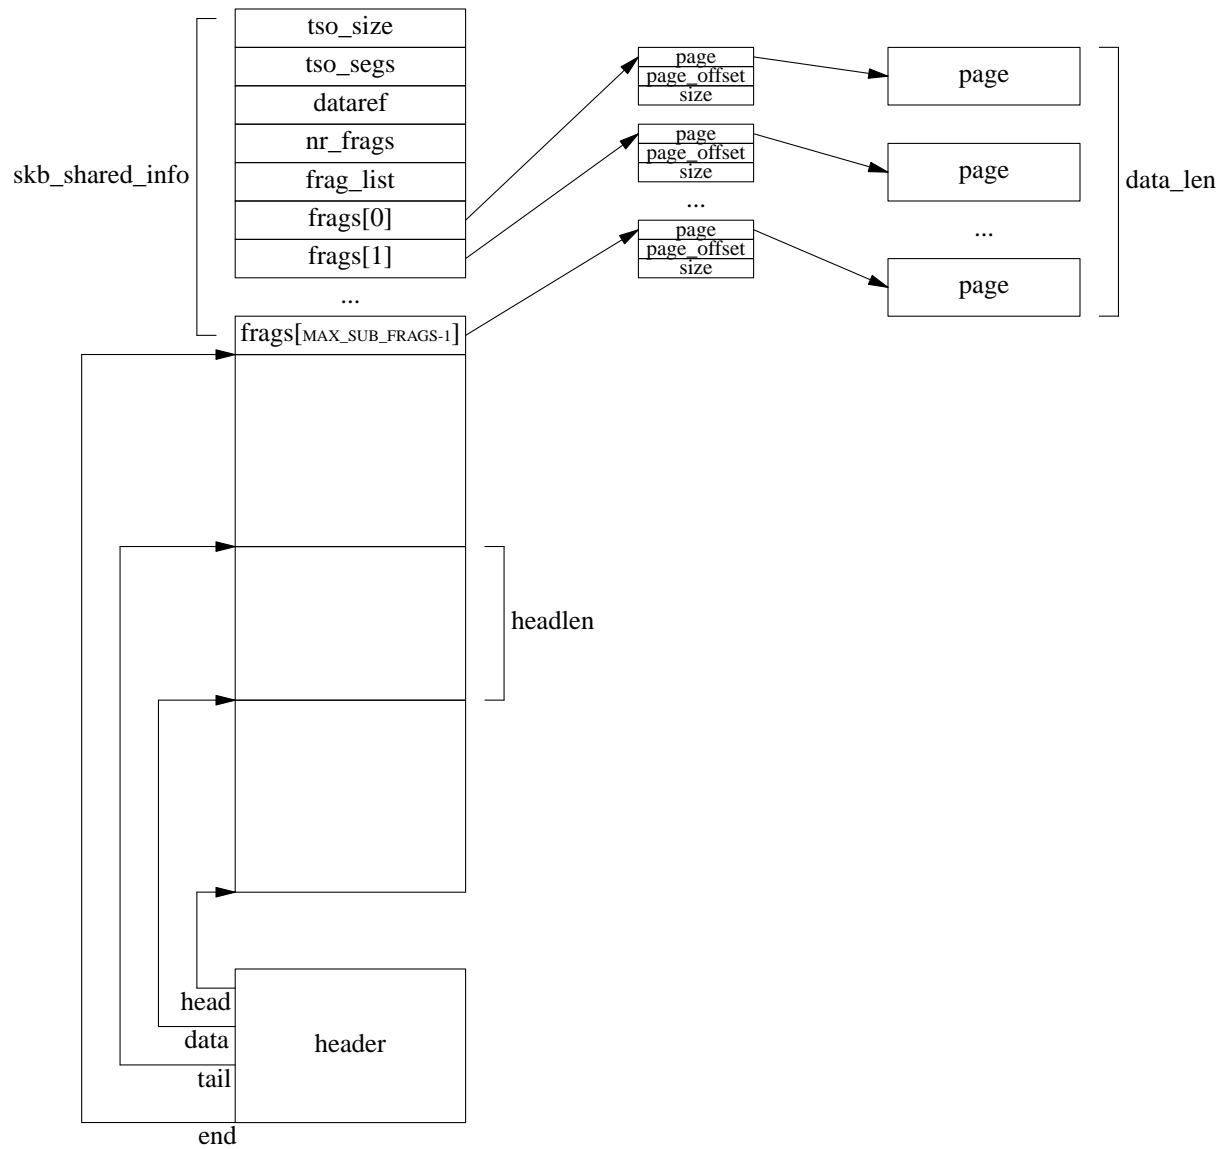 tso_size
tso_segs
dataref
nr_frags
frag_list
frags[0]
frags[1]
...
frags[MAX_SUB_FRAGS-1]
skb_shared_info
page
page_offset
size
page
page_offset
size
...
page
page_offset
size
page
page
...
page
data_len
headlen
head
data
tail
end
header